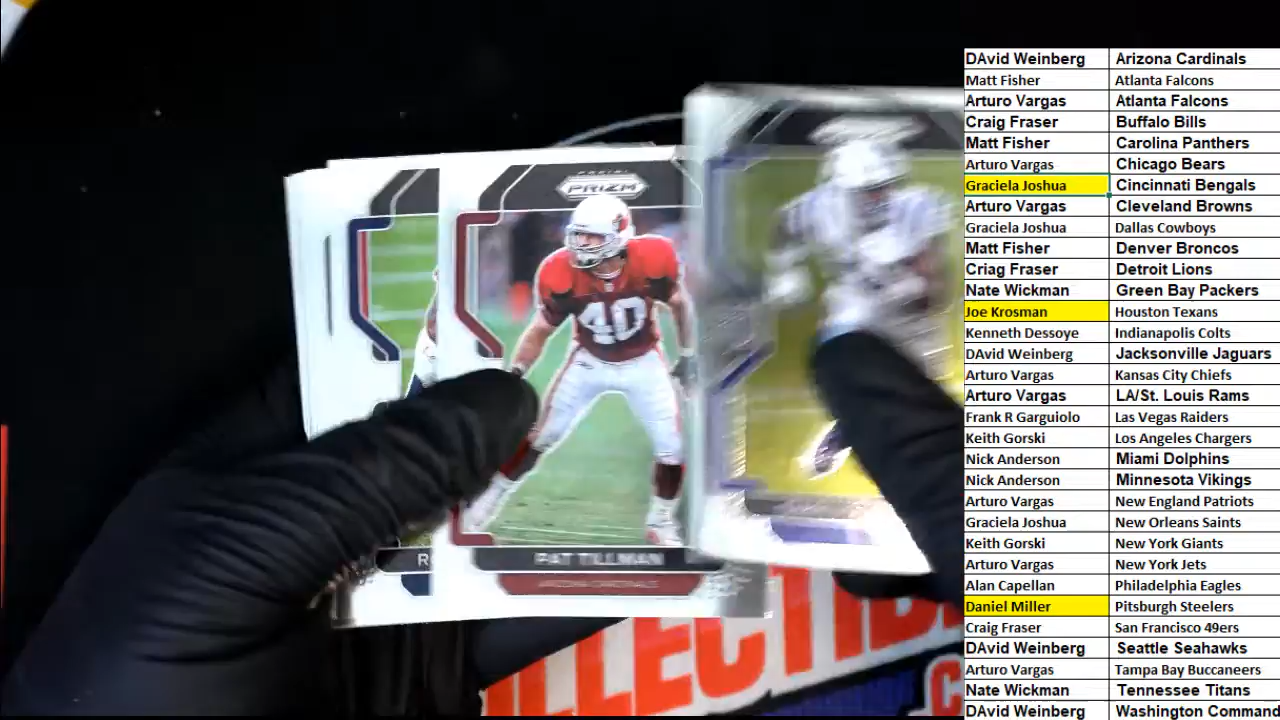 PANINI
PRIZM
40
R
PAT TILLMAN
ARIZONA CARDINALS
LLECTIB
C
DAvid Weinberg Arizona Cardinals
Matt Fisher Atlanta Falcons
Arturo Vargas Atlanta Falcons
Craig Fraser Buffalo Bills
Matt Fisher Carolina Panthers
Arturo Vargas Chicago Bears
Graciela Joshua Cincinnati Bengals
Arturo Vargas Cleveland Browns
Graciela Joshua Dallas Cowboys
Matt Fisher Denver Broncos
Criag Fraser Detroit Lions
Nate Wickman Green Bay Packers
Joe Krosman Houston Texans
Kenneth Dessoye Indianapolis Colts
DAvid Weinberg Jacksonville Jaguars
Arturo Vargas Kansas City Chiefs
Arturo Vargas LA/St. Louis Rams
Frank R Garguiolo Las Vegas Raiders
Keith Gorski Los Angeles Chargers
Nick Anderson Miami Dolphins
Nick Anderson Minnesota Vikings
Arturo Vargas New England Patriots
Graciela Joshua New Orleans Saints
Keith Gorski New York Giants
Arturo Vargas New York Jets
Alan Capellan Philadelphia Eagles
Daniel Miller Pitsburgh Steelers
Craig Fraser San Francisco 49ers
DAvid Weinberg Seattle Seahawks
Arturo Vargas Tampa Bay Buccaneers
Nate Wickman Tennessee Titans
DAvid Weinberg Washington Command